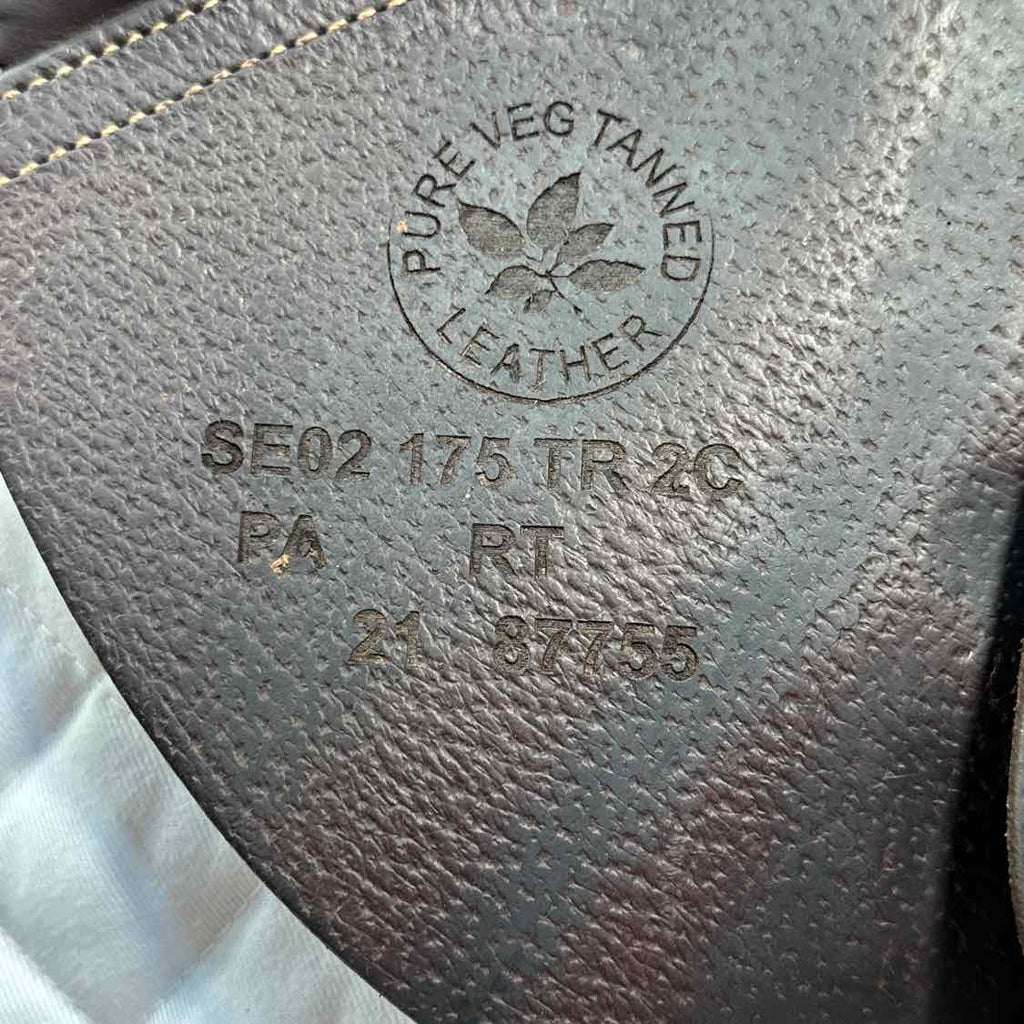 PURE VEG TANNED
LEATHER
SE02 175 TR 2C
PA RT
21 87755